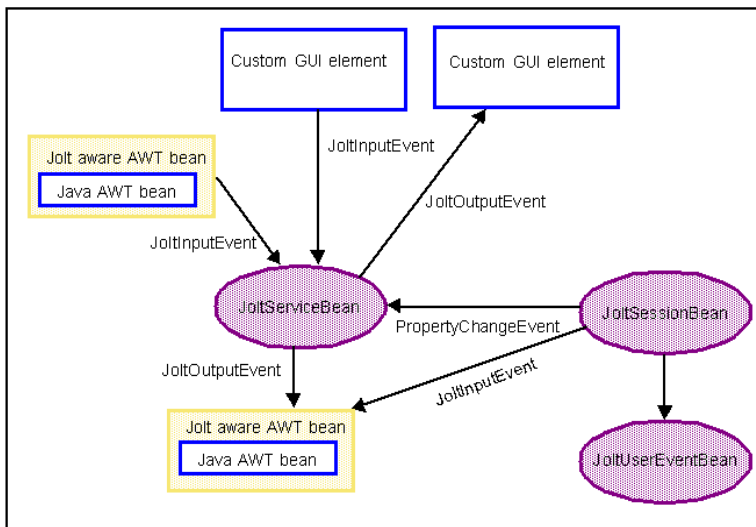 Custom GUI element
Custom GUI element
JoltInputEvent
Jolt aware AWT bean
Java AWT bean
JoltOutputEvent
JoltInputEvent
JoltServiceBean
JoltSessionBean
PropertyChangeEvent
JoltOutputEvent
JoltInputEvent
Jolt aware AWT bean
Java AWT bean
JoltUserEventBean